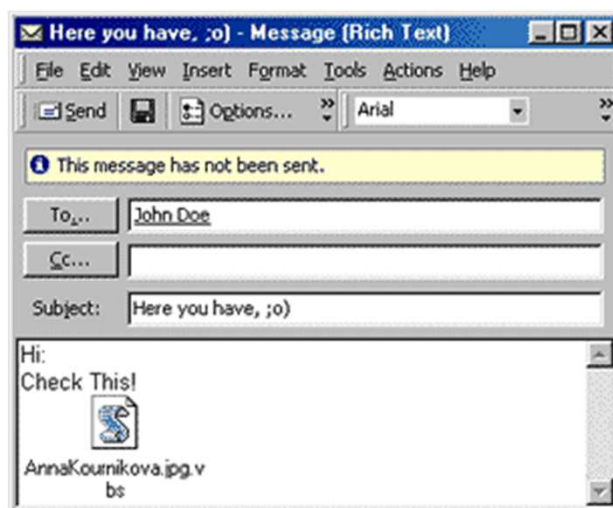 Here you have, ;o) - Message (Rich Text)
File Edit View Insert Format Tools Actions Help
Send Options... Arial
This message has not been sent.
To... John Doe
Cc...
Subject: Here you have, ;o)
Hi:
Check This!
AnnaKournikova.jpg.v
bs